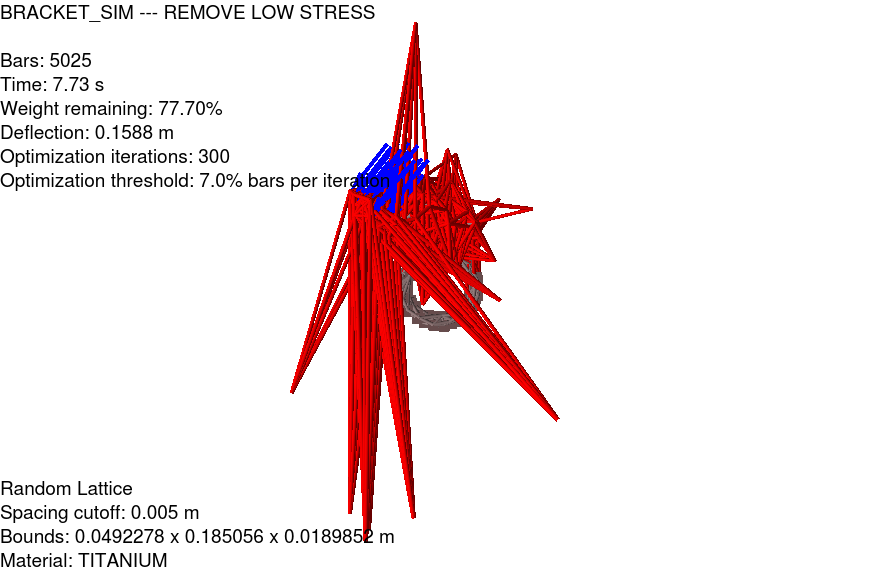 BRACKET_SIM --- REMOVE LOW STRESS
Bars: 5025
Time: 7.73 s
Weight remaining: 77.70%
Deflection: 0.1588 m
Optimization iterations: 300
Optimization threshold: 7.0% bars per iteration
Random Lattice
Spacing cutoff: 0.005 m
Bounds: 0.0492278 x 0.185056 x 0.0189852 m
Material: TITANIUM